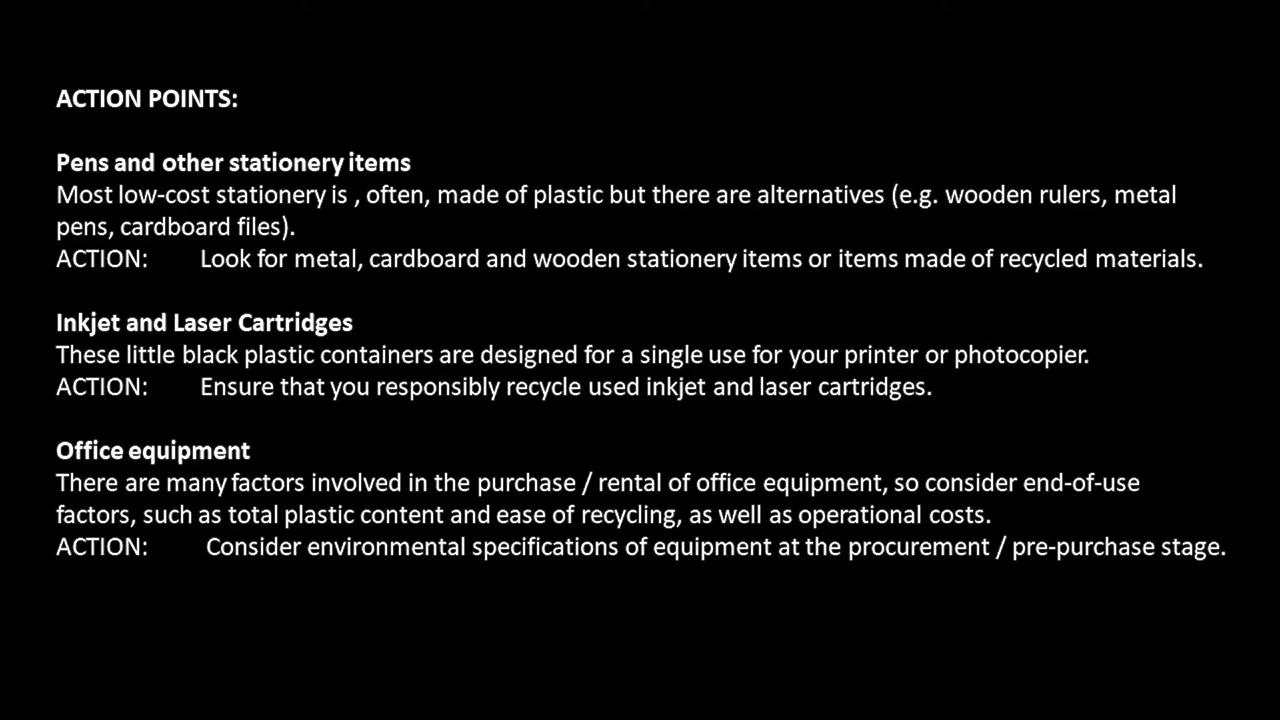 ACTION POINTS:
Pens and other stationery items
Most low-cost stationery is , often, made of plastic but there are alternatives (e.g. wooden rulers, metal
pens, cardboard files).
ACTION: Look for metal, cardboard and wooden stationery items or items made of recycled materials.
Inkjet and Laser Cartridges
These little black plastic containers are designed for a single use for your printer or photocopier.
ACTION: Ensure that you responsibly recycle used inkjet and laser cartridges.
Office equipment
There are many factors involved in the purchase / rental of office equipment, so consider end-of-use
factors, such as total plastic content and ease of recycling, as well as operational costs.
ACTION: Consider environmental specifications of equipment at the procurement / pre-purchase stage.